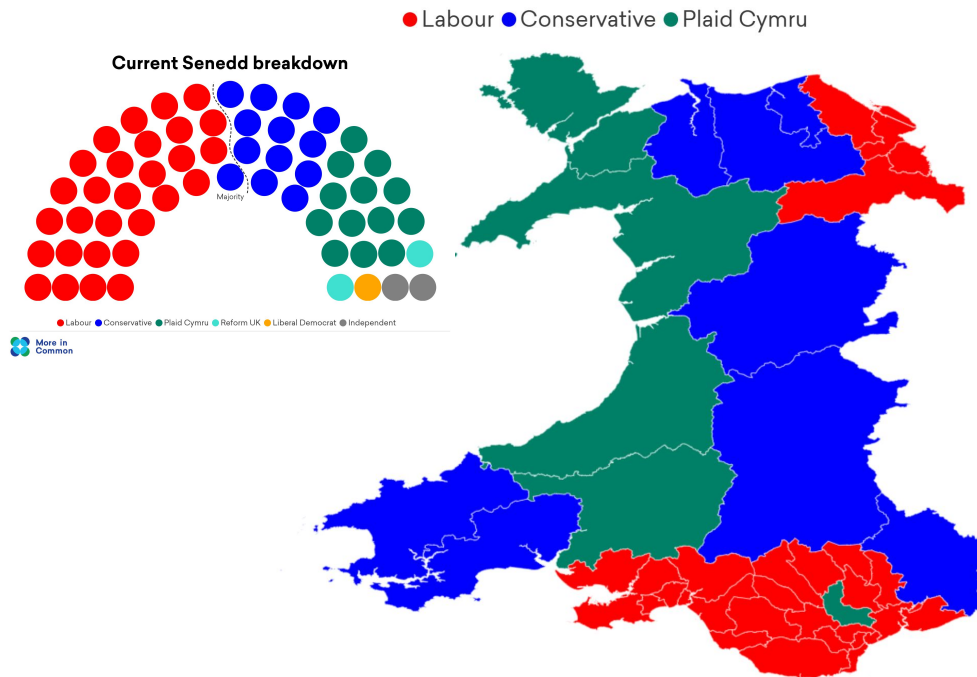 Labour Conservative Plaid Cymru
Current Senedd breakdown
Majority
Labour Conservative Plaid Cymru Reform UK Liberal Democrat Independent
More in
Common